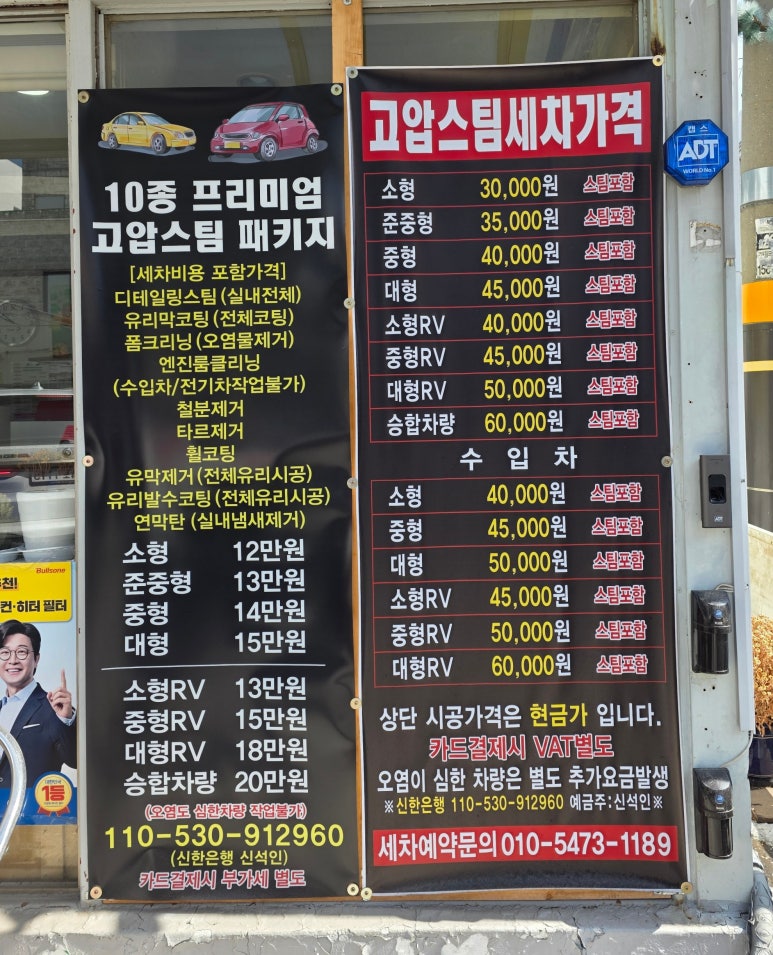 10종 프리미엄
고압스팀 패키지
[세차비용 포함가격]
디테일링스팀 (실내전체)
유리막코팅 (전체코팅)
폼크리닝 (오염물제거)
엔진룸클리닝
(수입차/전기차작업불가)
철분제거
타르제거
휠코팅
유막제거 (전체유리시공)
유리발수코팅 (전체유리시공)
연막탄 (실내냄새제거)
소형 12만원
준중형 13만원
중형 14만원
대형 15만원
소형RV 13만원
중형RV 15만원
대형RV 18만원
승합차량 20만원
(오염도 심한차량 작업불가)
110-530-912960
(신한은행 신석인)
카드결제시 부가세 별도
고압스팀세차가격
소형 30,000원 스팀포함
준중형 35,000원 스팀포함
중형 40,000원 스팀포함
대형 45,000원 스팀포함
소형RV 40,000원 스팀포함
중형RV 45,000원 스팀포함
대형RV 50,000원 스팀포함
승합차량 60,000원 스팀포함
수 입 차
소형 40,000원 스팀포함
중형 45,000원 스팀포함
대형 50,000원 스팀포함
소형RV 45,000원 스팀포함
중형RV 50,000원 스팀포함
대형RV 60,000원 스팀포함
상단 시공가격은 현금가 입니다.
카드결제시 VAT별도
오염이 심한 차량은 별도 추가요금발생
※신한은행 110-530-912960 예금주:신석인※
세차예약문의 010-5473-1189
캡스
ADT
WORLD No.1
ADT
Bullsone
천!
컨·히터 필터
1등